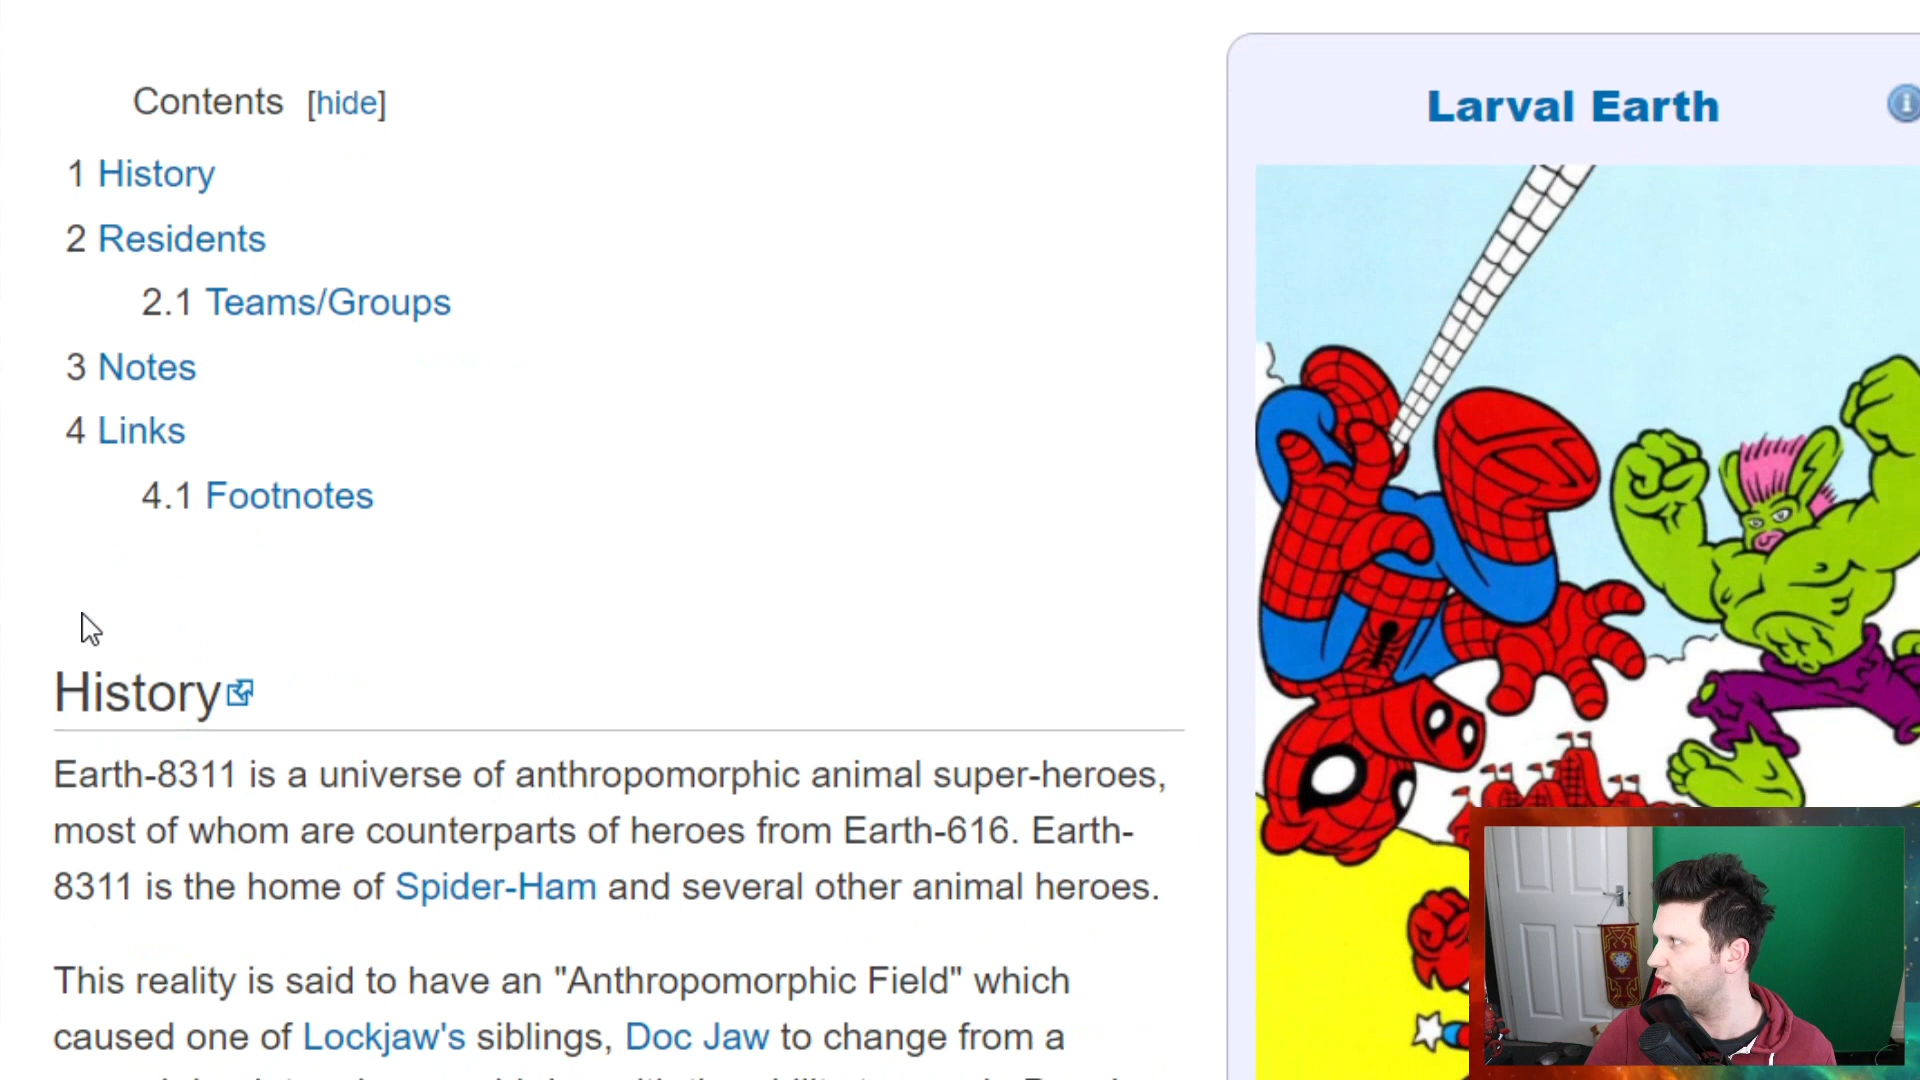 Contents [hide]
1 History
2 Residents
2.1 Teams/Groups
3 Notes
4 Links
4.1 Footnotes
History
Earth-8311 is a universe of anthropomorphic animal super-heroes,
most of whom are counterparts of heroes from Earth-616. Earth-
8311 is the home of Spider-Ham and several other animal heroes.
This reality is said to have an "Anthropomorphic Field" which
caused one of Lockjaw's siblings, Doc Jaw to change from a
Larval Earth